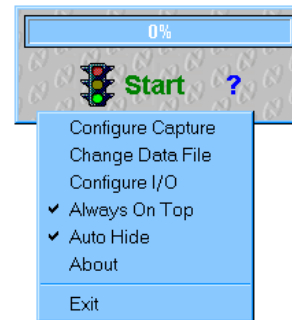 0%
Start ?
Configure Capture
Change Data File
Configure I/O
Always On Top
Auto Hide
About
Exit